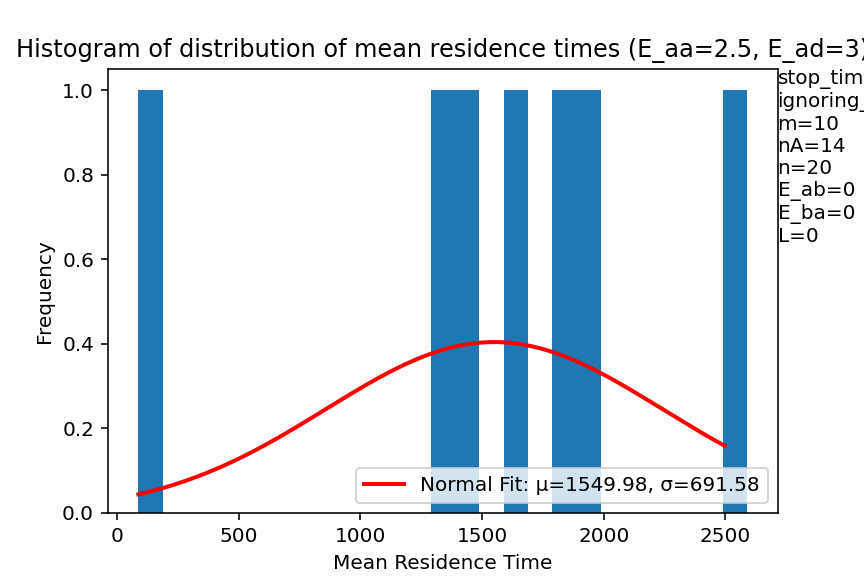 Histogram of distribution of mean residence times (E_aa=2.5, E_ad=3)
stop_tim
ignoring_
m=10
nA=14
n=20
E_ab=0
E_ba=0
L=0
1.0
0.8
0.6
0.4
0.2
0.0
Frequency
Normal Fit: μ=1549.98, σ=691.58
0 500 1000 1500 2000 2500
Mean Residence Time